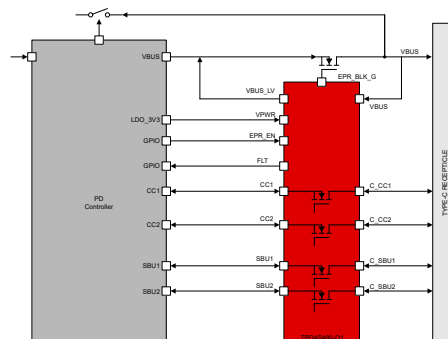 VBUS
VBUS
EPR_BLK_G
VBUS_LV
VBUS
LDO_3V3
VPWR
GPIO
EPR_EN
GPIO
FLT
CC1
CC1
C_CC1
PD
Controller
CC2
CC2
C_CC2
SBU1
SBU1
C_SBU1
SBU2
SBU2
C_SBU2
TYPE-C RECEPTICLE